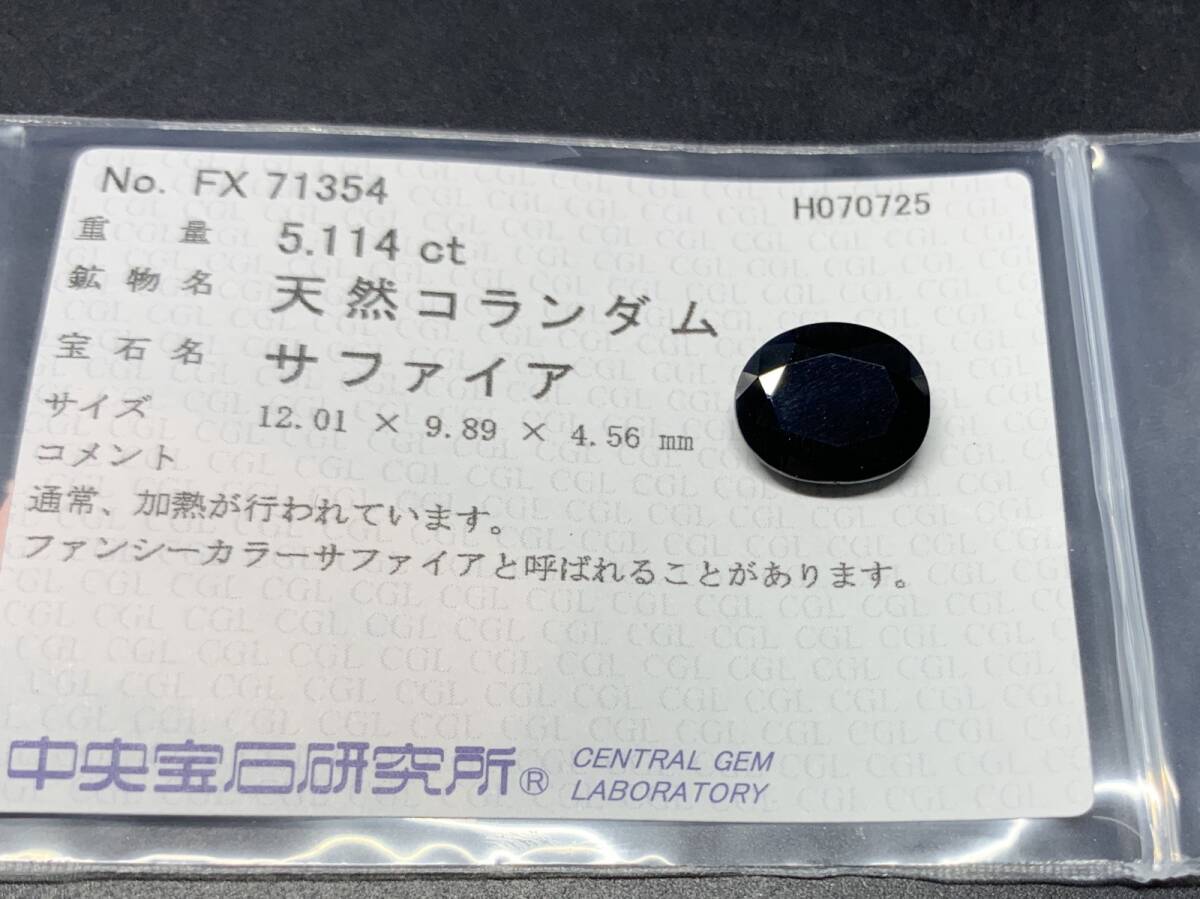 No. FX 71354
H070725
重量 5.114 ct
鉱物名 天然コランダム
宝石名 サファイア
サイズ 12.01 × 9.89 × 4.56 mm
コメント
通常、加熱が行われています。
ファンシーカラーサファイアと呼ばれることがあります。
中央宝石研究所® CENTRAL GEM
LABORATORY